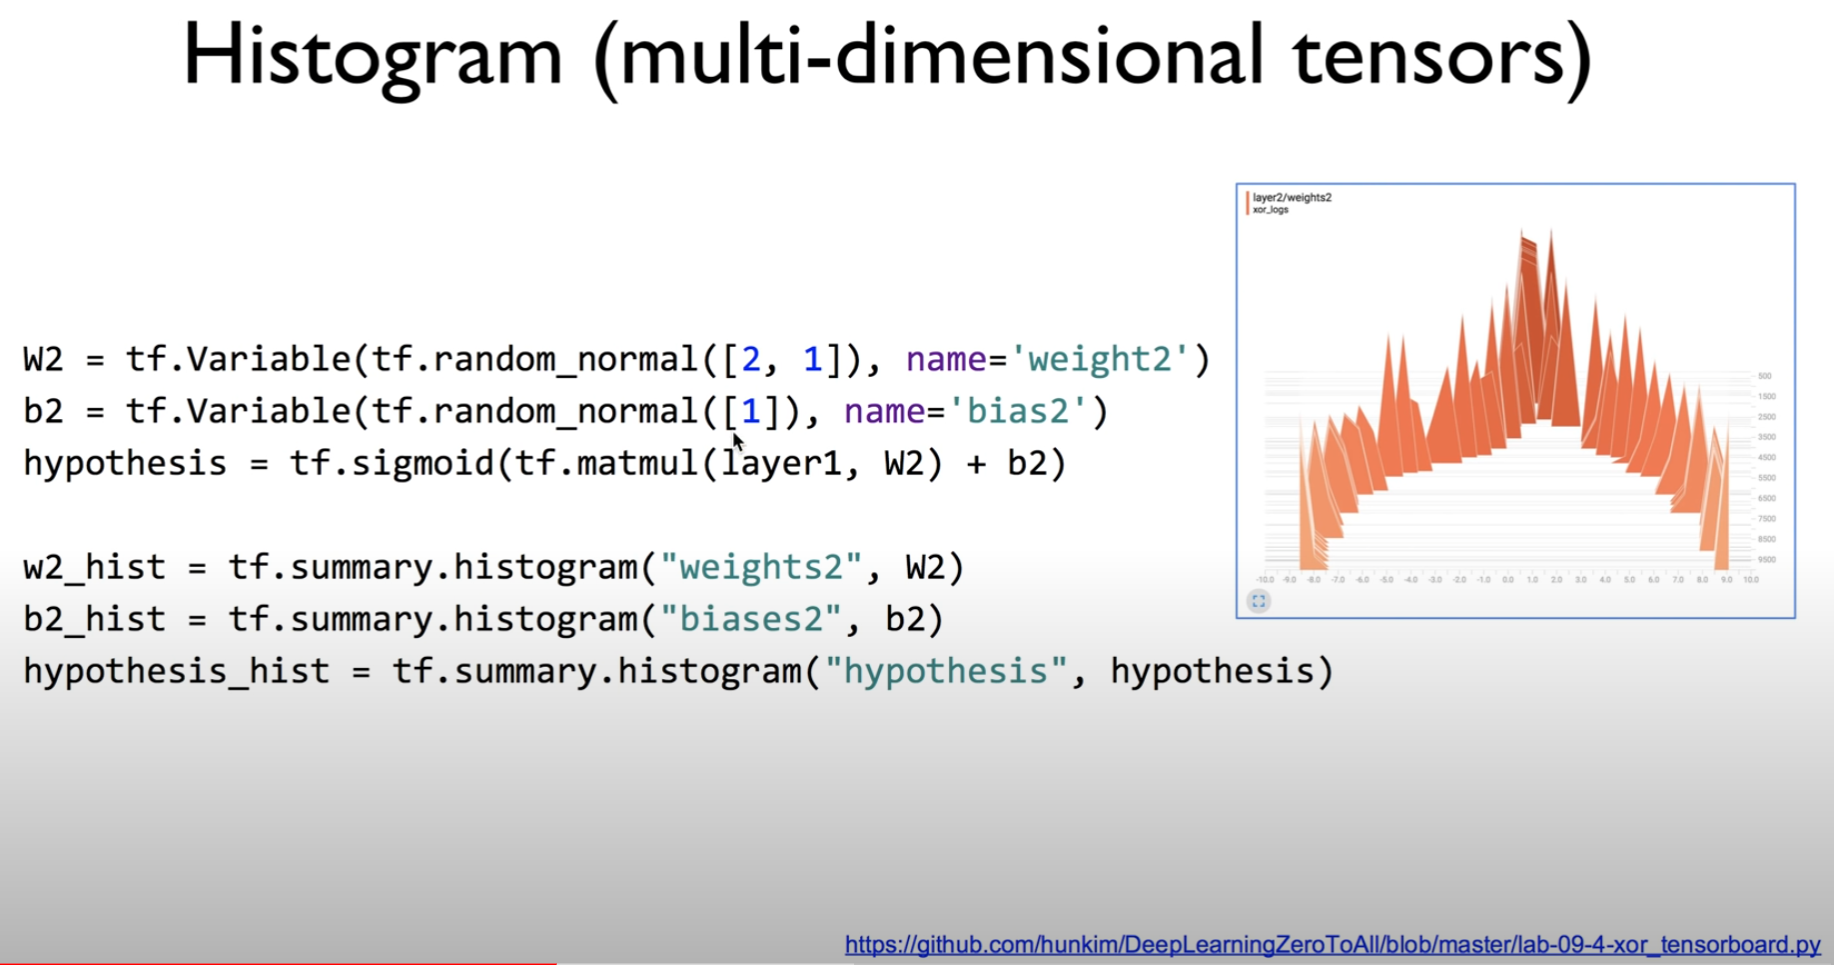 Histogram (multi-dimensional tensors)
W2 = tf.Variable(tf.random_normal([2, 1]), name='weight2')
b2 = tf.Variable(tf.random_normal([1]), name='bias2')
hypothesis = tf.sigmoid(tf.matmul(layer1, W2) + b2)
w2_hist = tf.summary.histogram("weights2", W2)
b2_hist = tf.summary.histogram("biases2", b2)
hypothesis_hist = tf.summary.histogram("hypothesis", hypothesis)
layer2/weights2
xor_logs
500
1500
2500
3500
4500
5500
6500
7500
8500
9500
-10.0 -9.0 -8.0 -7.0 -6.0 -5.0 -4.0 -3.0 -2.0 -1.0 0.0 1.0 2.0 3.0 4.0 5.0 6.0 7.0 8.0 9.0 10.0
https://github.com/hunkim/DeepLearningZeroToAll/blob/master/lab-09-4-xor_tensorboard.py